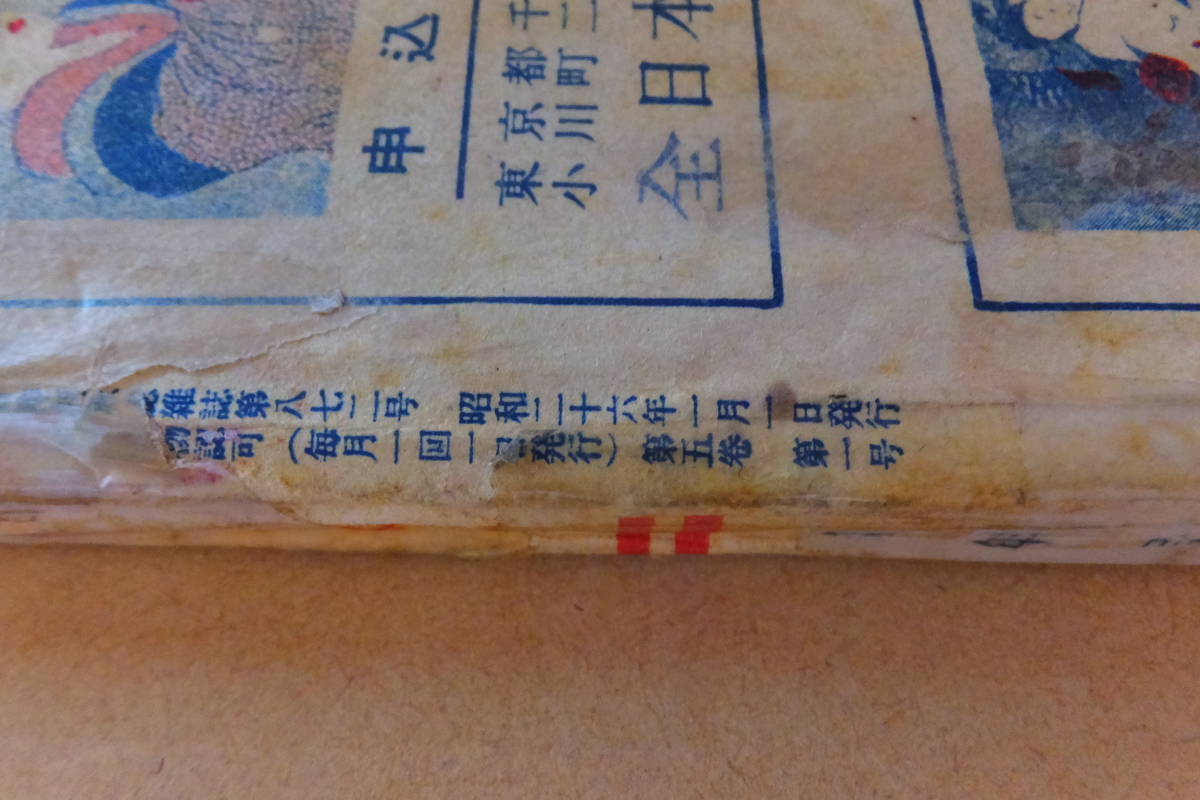 申込
東京都千
小川町
全日本
雑誌第八七二号 昭和二十六年一月一日発行
認可(毎月一回一日発行)第五巻 第一号